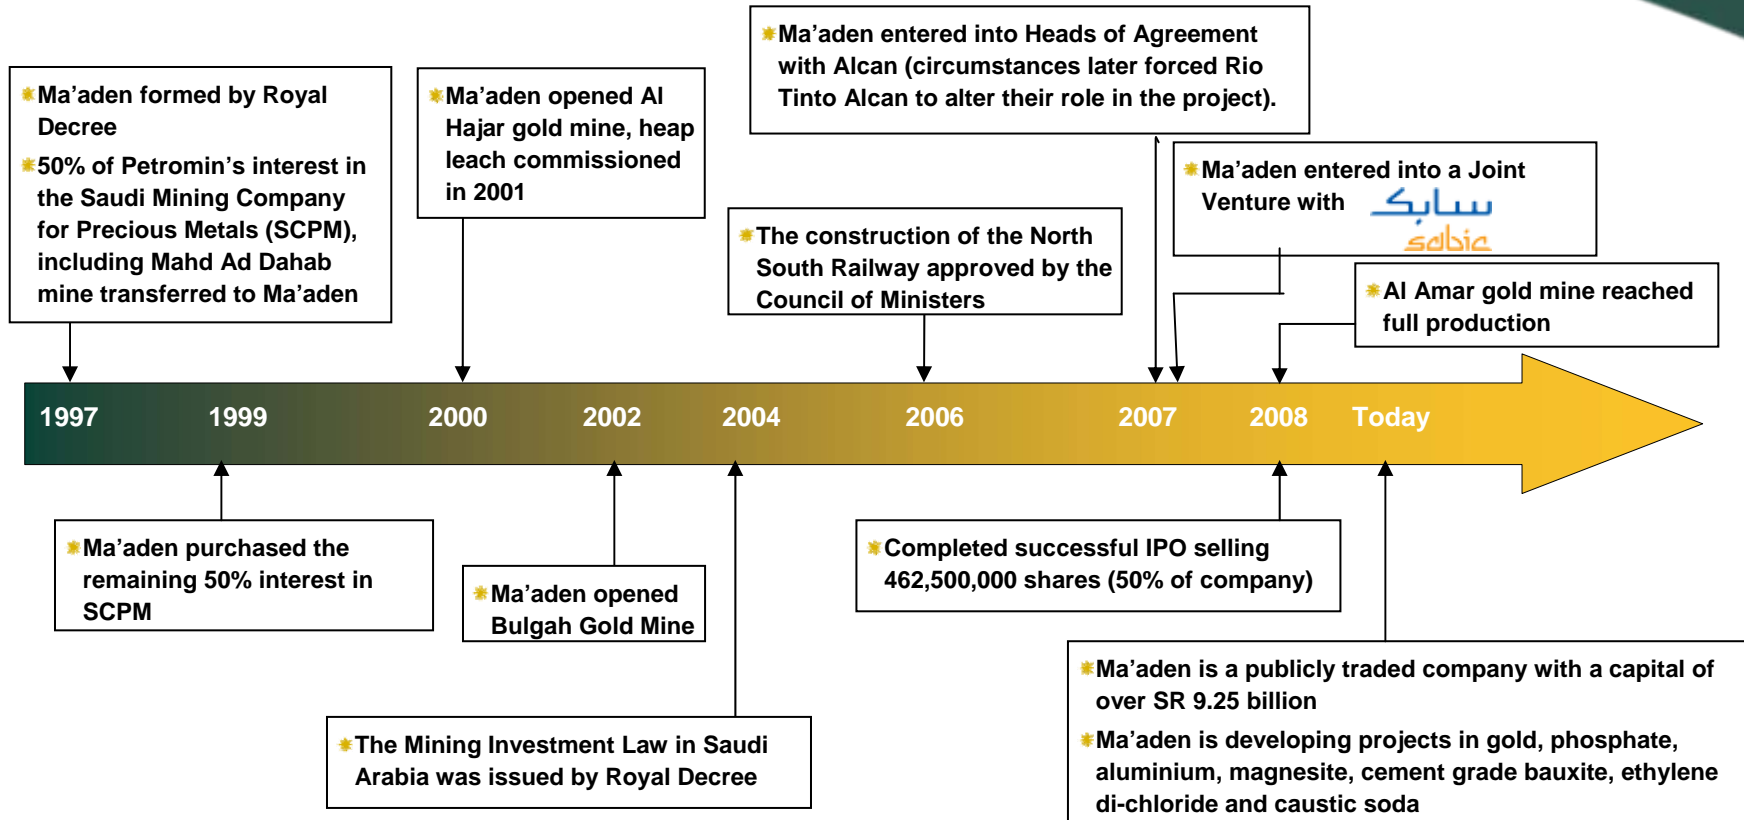 Ma’aden formed by Royal
Decree
50% of Petromin’s interest in
the Saudi Mining Company
for Precious Metals (SCPM),
including Mahd Ad Dahab
mine transferred to Ma’aden
Ma’aden opened Al
Hajar gold mine, heap
leach commissioned
in 2001
Ma’aden entered into Heads of Agreement
with Alcan (circumstances later forced Rio
Tinto Alcan to alter their role in the project).
The construction of the North
South Railway approved by the
Council of Ministers
Ma’aden entered into a Joint
Venture with سابك
sabic
Al Amar gold mine reached
full production
1997 1999 2000 2002 2004 2006 2007 2008 Today
Ma’aden purchased the
remaining 50% interest in
SCPM
Ma’aden opened
Bulgah Gold Mine
The Mining Investment Law in Saudi
Arabia was issued by Royal Decree
Completed successful IPO selling
462,500,000 shares (50% of company)
Ma’aden is a publicly traded company with a capital of
over SR 9.25 billion
Ma’aden is developing projects in gold, phosphate,
aluminium, magnesite, cement grade bauxite, ethylene
di-chloride and caustic soda